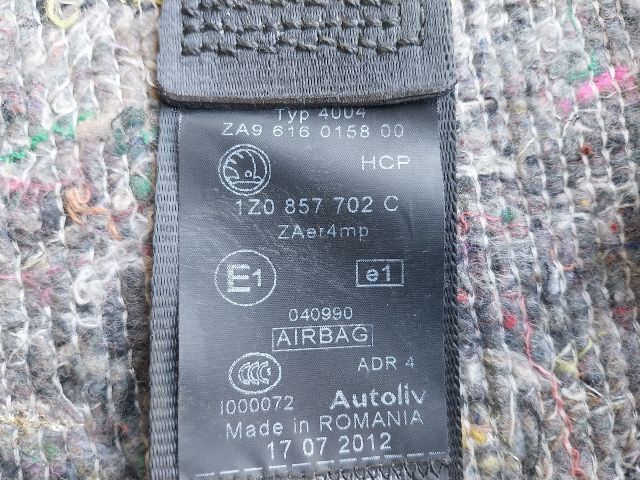 Typ 4004
ZA9 616 0158 00
HCP
1Z0 857 702 C
ZAer4mp
E1 e1
040990
AIRBAG
CCC ADR 4
I000072 Autoliv
Made in ROMANIA
17 07 2012